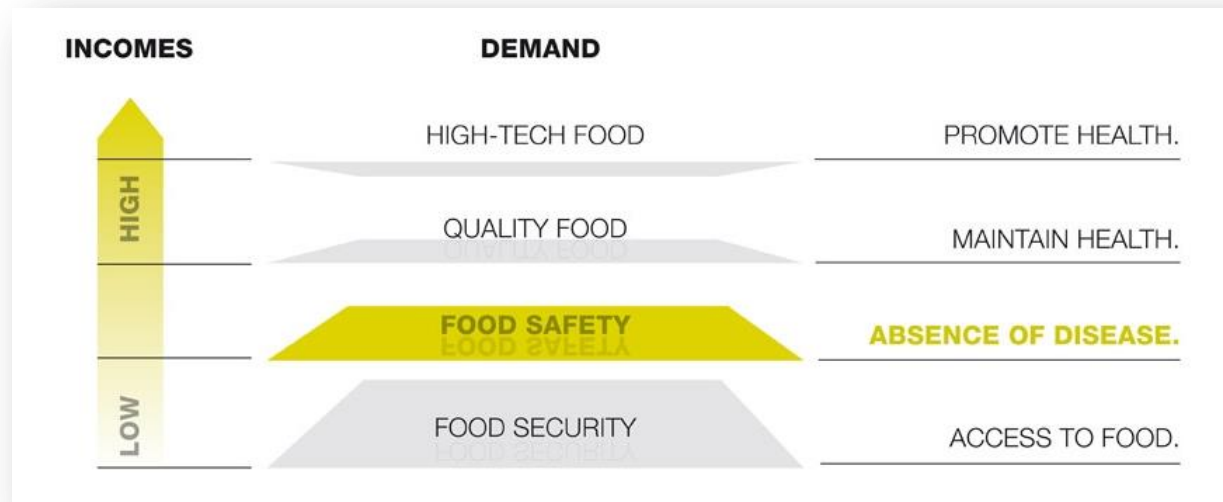 INCOMES
DEMAND
HIGH-TECH FOOD
PROMOTE HEALTH.
HIGH
QUALITY FOOD
MAINTAIN HEALTH.
FOOD SAFETY
ABSENCE OF DISEASE.
LOW
FOOD SECURITY
ACCESS TO FOOD.